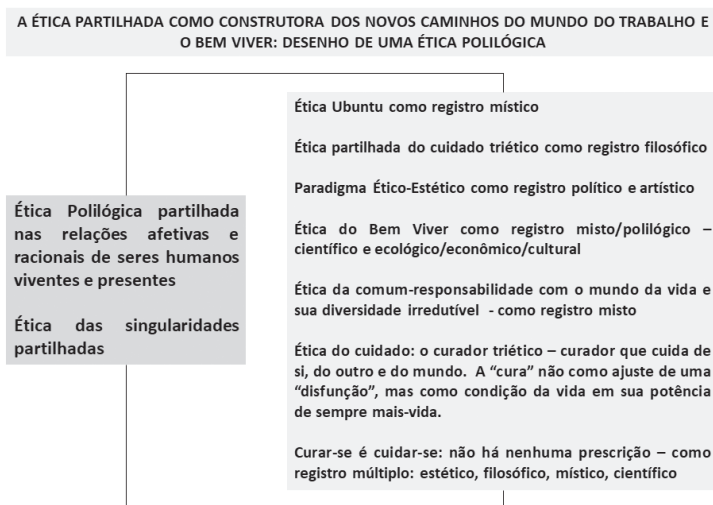 A ÉTICA PARTILHADA COMO CONSTRUTORA DOS NOVOS CAMINHOS DO MUNDO DO TRABALHO E
O BEM VIVER: DESENHO DE UMA ÉTICA POLILÓGICA
Ética Polilógica partilhada
nas relações afetivas e
racionais de seres humanos
viventes e presentes
Ética das singularidades
partilhadas
Ética Ubuntu como registro místico
Ética partilhada do cuidado triético como registro filosófico
Paradigma Ético-Estético como registro político e artístico
Ética do Bem Viver como registro misto/polilógico –
científico e ecológico/econômico/cultural
Ética da comum-responsabilidade com o mundo da vida e
sua diversidade irredutível - como registro misto
Ética do cuidado: o curador triético – curador que cuida de
si, do outro e do mundo. A “cura” não como ajuste de uma
“disfunção”, mas como condição da vida em sua potência
de sempre mais-vida.
Curar-se é cuidar-se: não há nenhuma prescrição – como
registro múltiplo: estético, filosófico, místico, científico